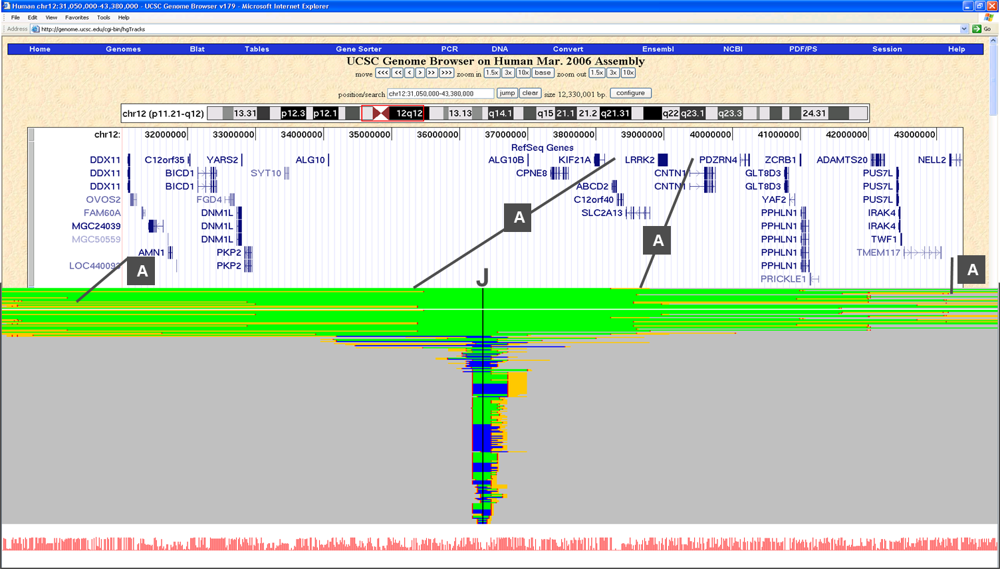 Human chr12:31,050,000-43,380,000 - UCSC Genome Browser v179 - Microsoft Internet Explorer
File Edit View Favorites Tools Help
Address http://genome.ucsc.edu/cgi-bin/hgTracks Go
Home Genomes Blat Tables Gene Sorter PCR DNA Convert Ensembl NCBI PDF/PS Session Help
UCSC Genome Browser on Human Mar. 2006 Assembly
move <<< << < > >> >>> zoom in 1.5x 3x 10x base zoom out 1.5x 3x 10x
position/search chr12:31,050,000-43,380,000 jump clear size 12,330,001 bp. configure
chr12 (p11.21-q12) 13.31 p12.3 p12.1 12q12 13.13 q14.1 q15 21.1 21.2 q21.31 q22 q23.1 q23.3 24.31
chr12: 32000000 33000000 34000000 35000000 36000000 37000000 38000000 39000000 40000000 41000000 42000000 43000000
RefSeq Genes
DDX11 C12orf35 YARS2 ALG10 ALG10B KIF21A LRRK2 PDZRN4 ZCRB1 ADAMTS20 NELL2
DDX11 BICD1 SYT10 CPNE8 CNTN1 GLT8D3 PUS7L
DDX11 BICD1 ABCD2 CNTN1 GLT8D3 PUS7L
OVOS2 FGD4 C12orf40 YAF2 PUS7L
FAM60A DNM1L SLC2A13 PPHLN1 IRAK4
A
MGC24039 DNM1L PPHLN1 IRAK4
MGC50559 DNM1L A PPHLN1 TWF1
AMN1 PKP2 PPHLN1 TMEM117
LOC440093 A PKP2 PPHLN1 A
J PRICKLE1